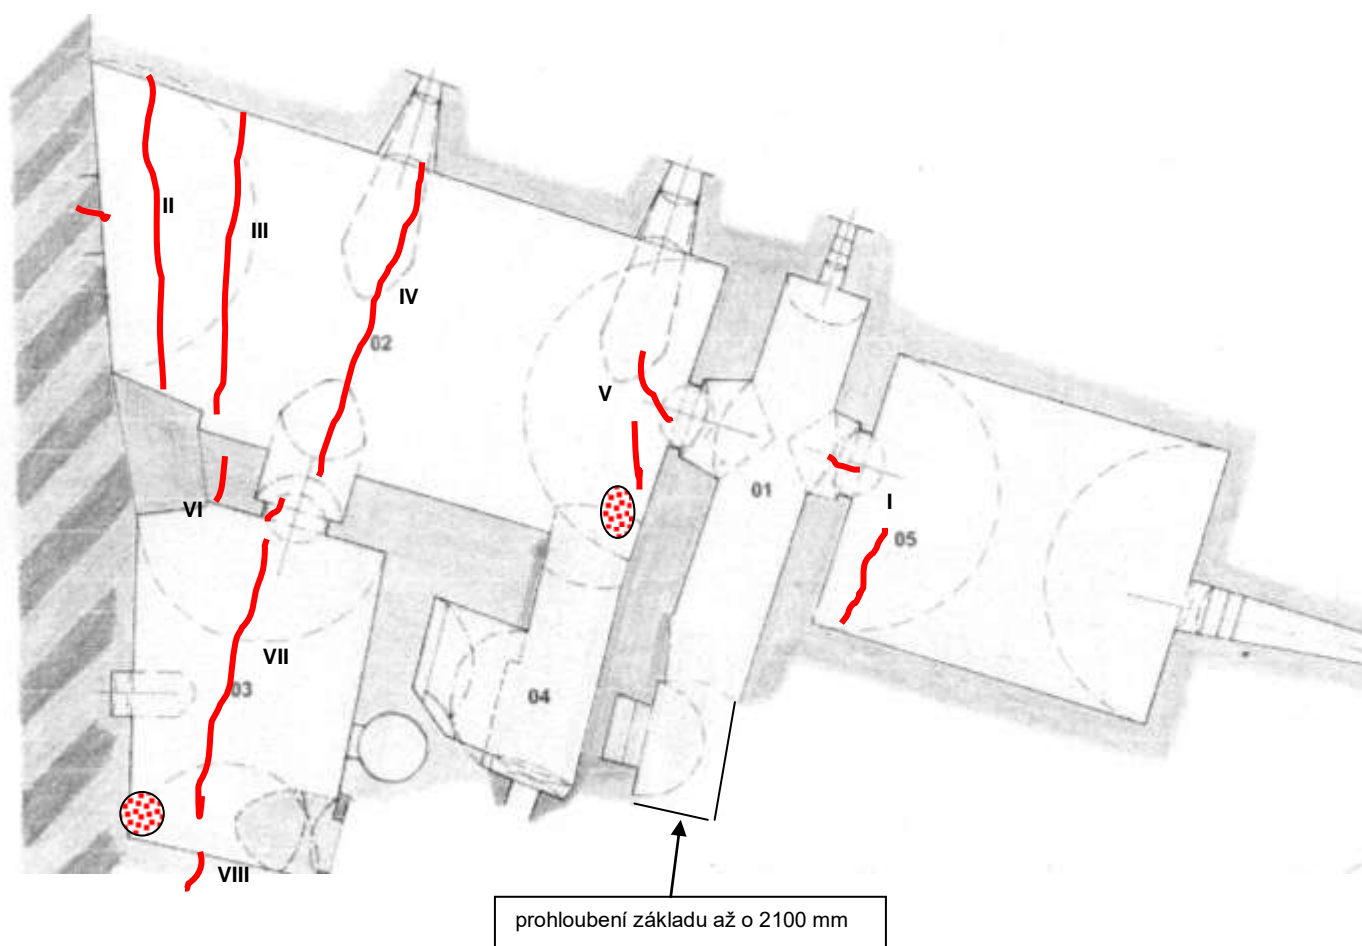 II
III
IV
02
V
01
I
05
VI
VII
03
04
VIII
prohloubení základu až o 2100 mm